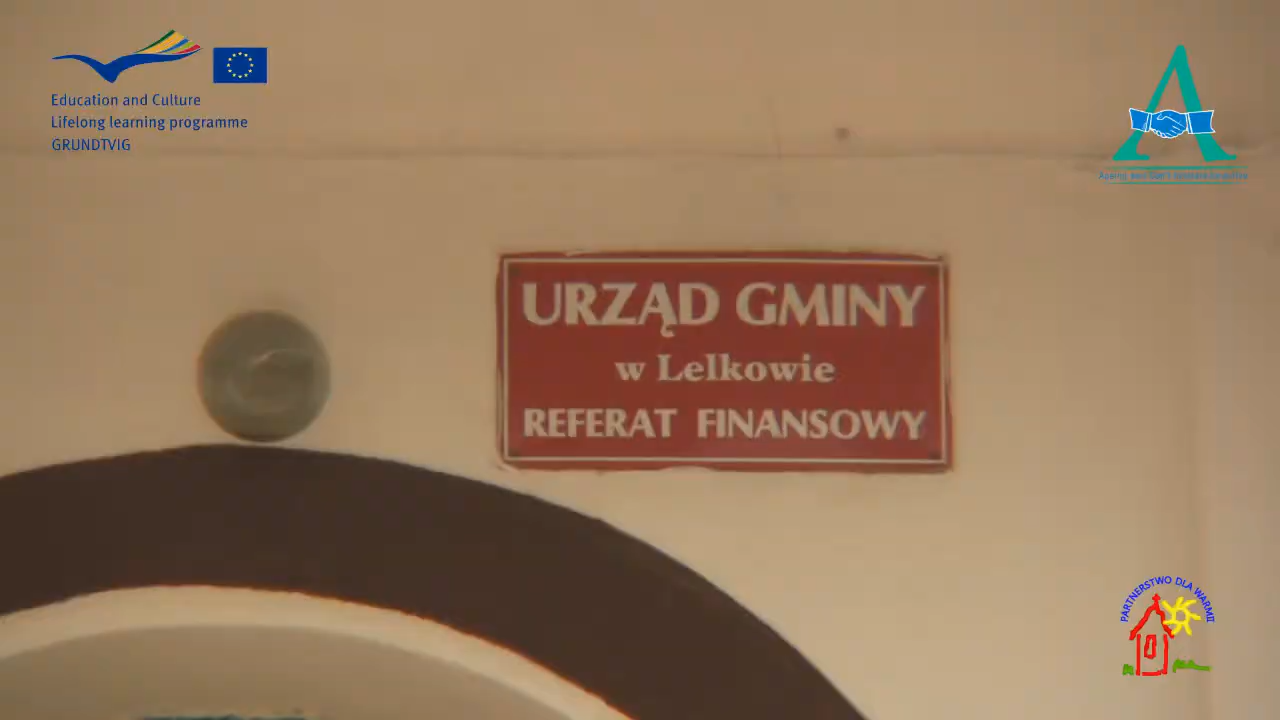 Education and Culture
Lifelong learning programme
GRUNDTVIG
A
URZĄD GMINY
w Lelkowie
REFERAT FINANSOWY
PARTNERSTWO DLA WARMII